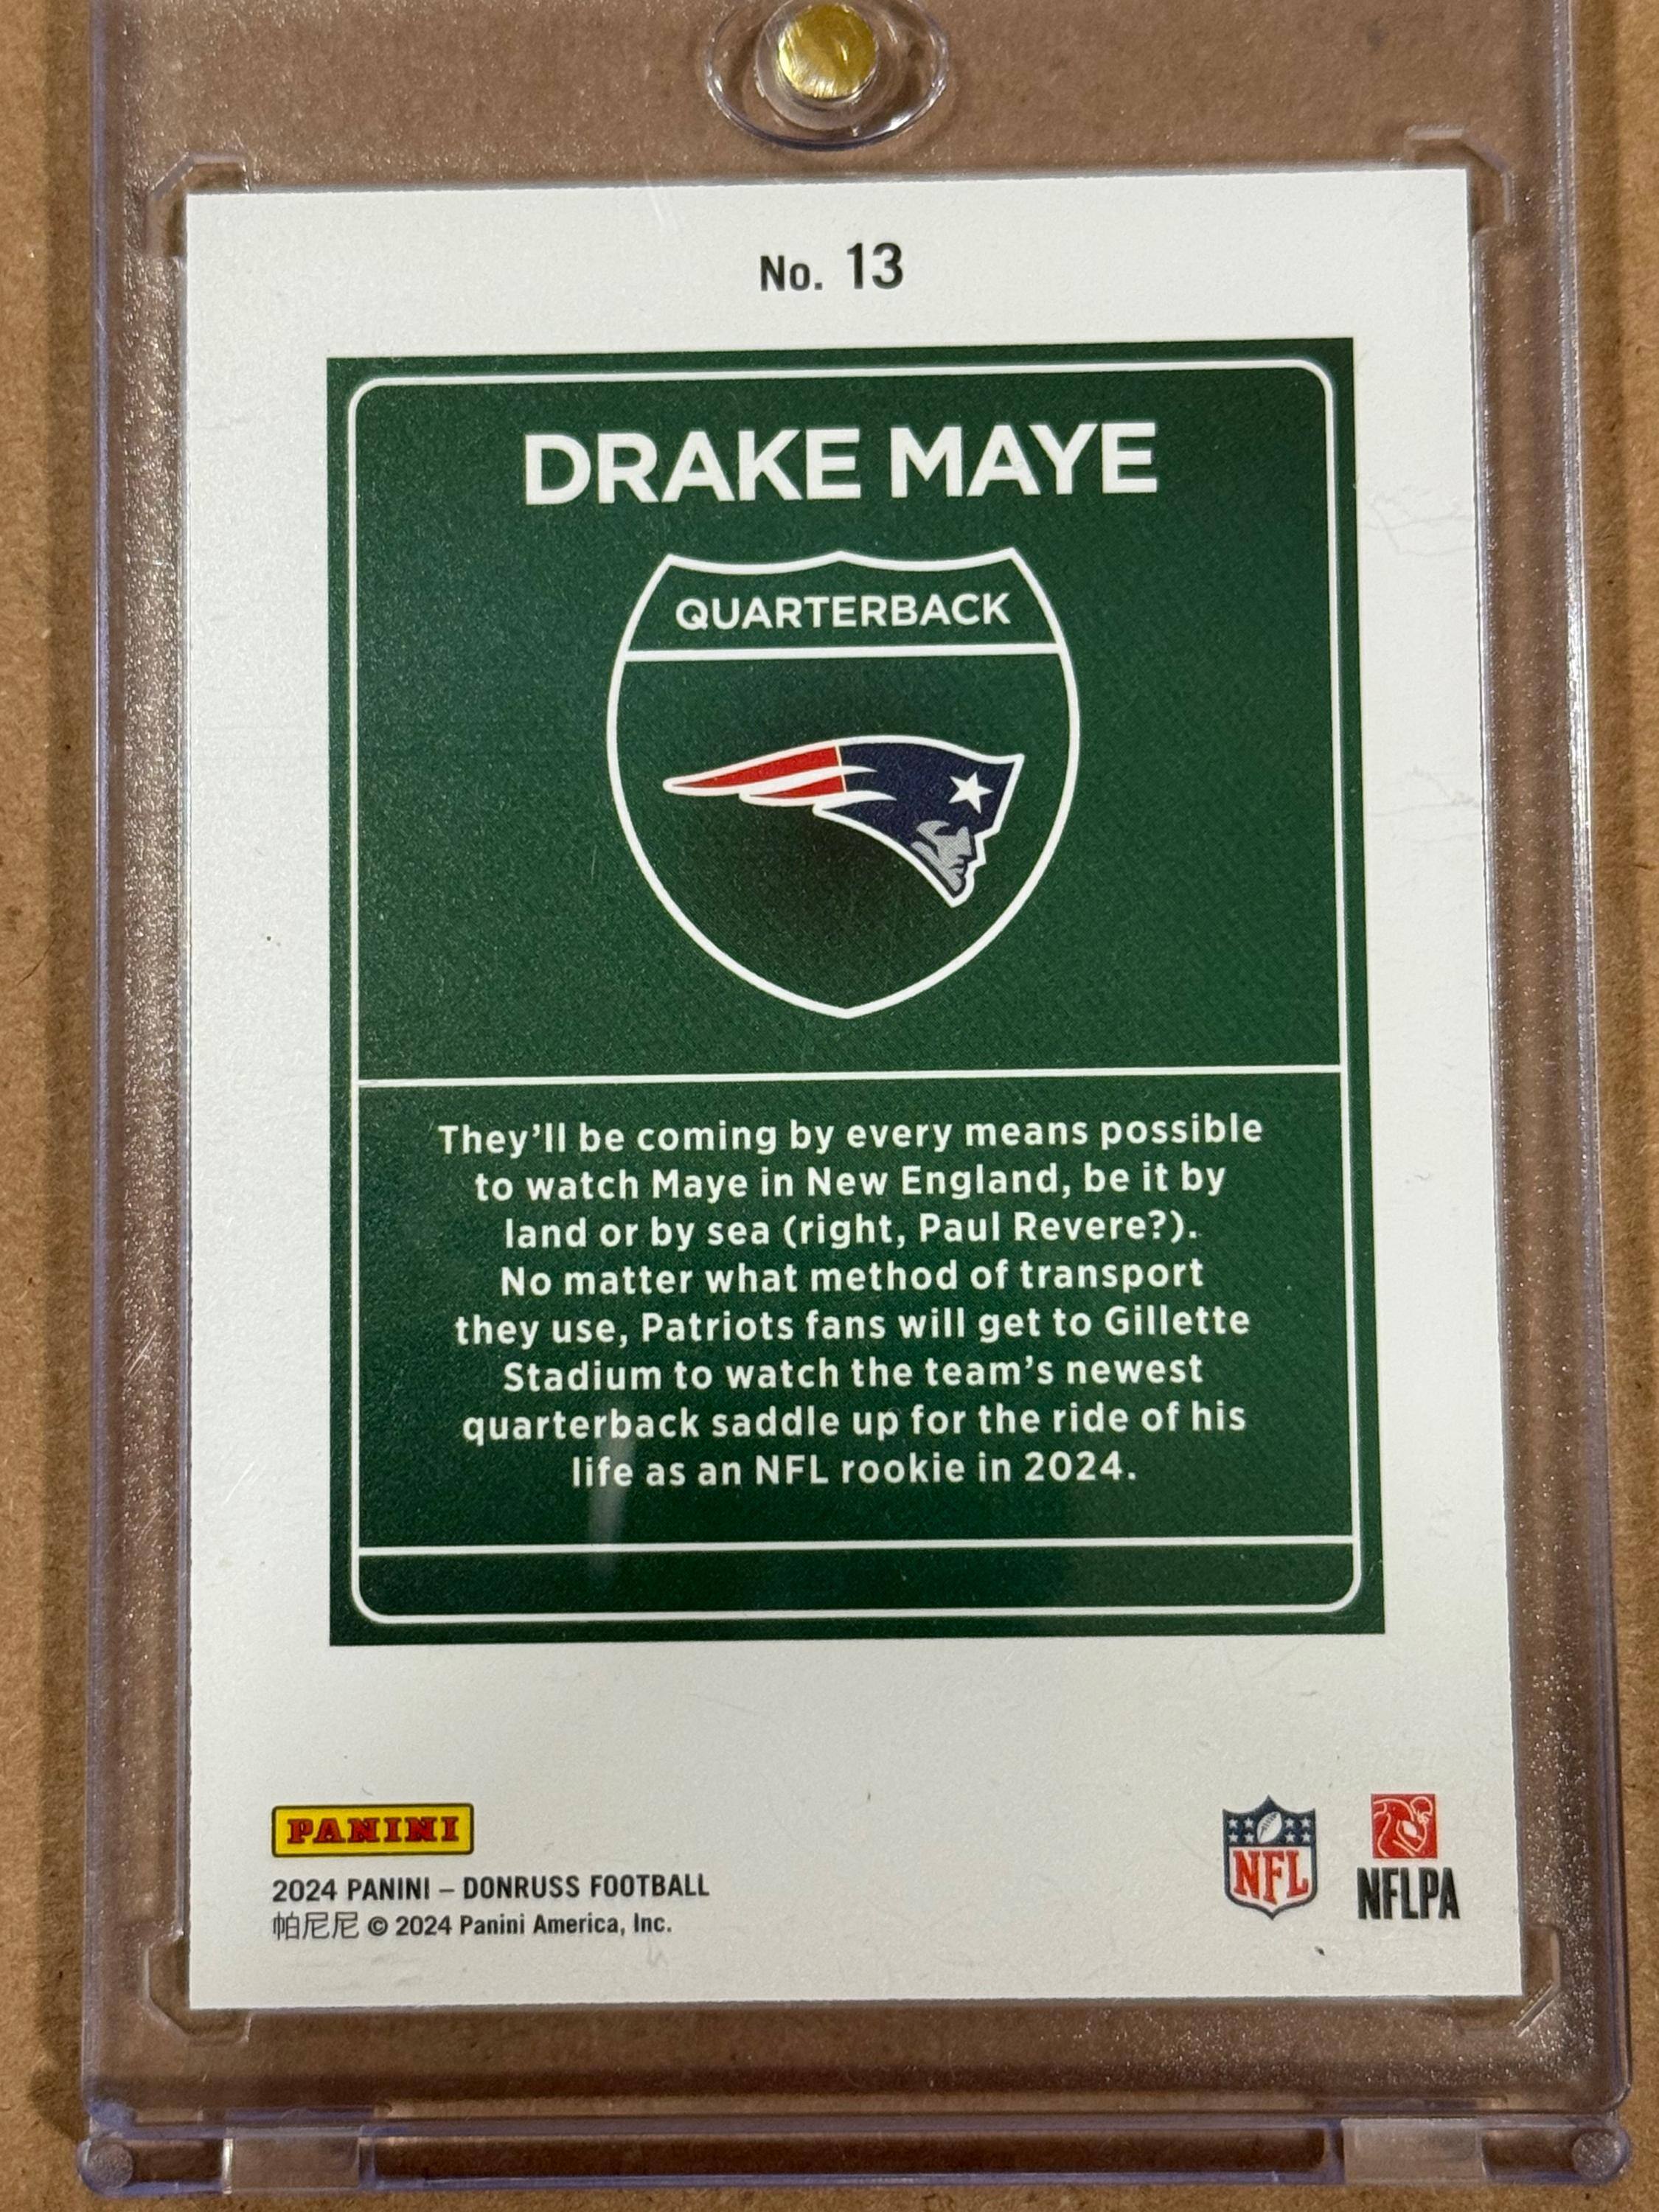 No. 13
DRAKE MAYE
QUARTERBACK
They'll be coming by every means possible
to watch Maye in New England, be it by
land or by sea (right, Paul Revere?).
No matter what method of transport
they use, Patriots fans will get to Gillette
Stadium to watch the team's newest
quarterback saddle up for the ride of his
life as an NFL rookie in 2024.
PANINI
2024 PANINI – DONRUSS FOOTBALL
帕尼尼 © 2024 Panini America, Inc.
NFL
NFLPA